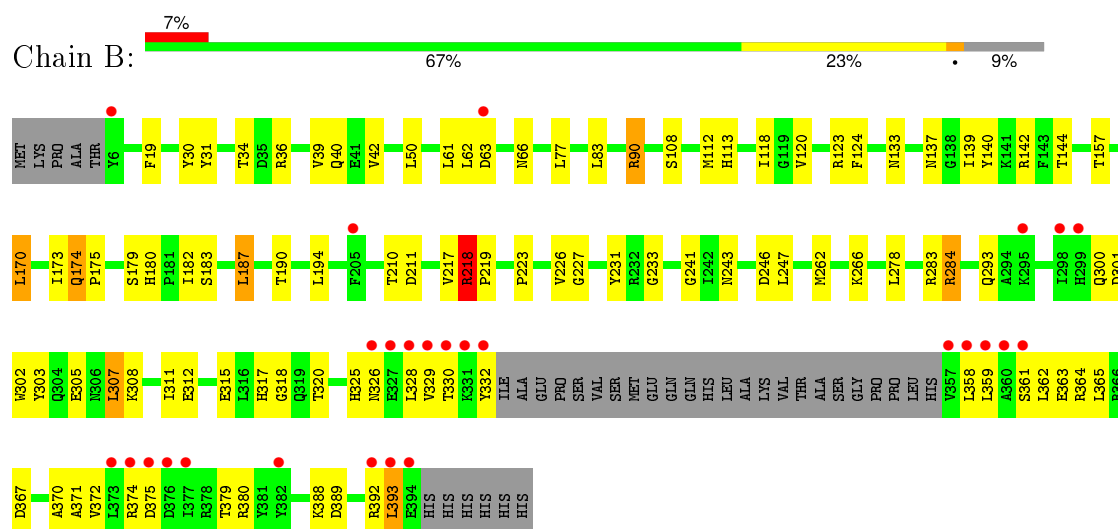 7%
Chain B:
67% 23% • 9%
MET LYS PRO ALA THR Y6 F19 Y30 Y31 T34 D35 R36 V39 Q40 E41 V42 L50 L61 L62 D63 N66 L77 L83 R90 S108 M112 H113 I118 G119 V120 R123 F124 N133 N137 G138 I139 Y140 K141 R142 F143 T144 T157
L170 I173 Q174 P175 S179 H180 P181 I182 S183 L187 T190 L194 F205 T210 D211 V217 R218 P219 P223 V226 G227 Y231 R232 G233 G241 I242 N243 D246 L247 M262 K266 L278 R283 R284 Q293 A294 K295 I298 H299 Q300 D301
W302 Y303 Q304 E305 N306 L307 K308 I311 E312 E315 L316 H317 G318 Q319 T320 H325 N326 E327 L328 V329 T330 K331 Y332 ILE ALA GLU PRO SER VAL SER MET GLU GLN GLN HIS LEU ALA LYS VAL THR ALA SER GLY PRO PRO LEU HIS V357 L358 L359 A360 S361 L362 E363 R364 L365 R366
D367 A370 A371 V372 L373 R374 D375 D376 I377 R378 T379 R380 Y381 Y382 K388 D389 R392 L393 E394 HIS HIS HIS HIS HIS HIS